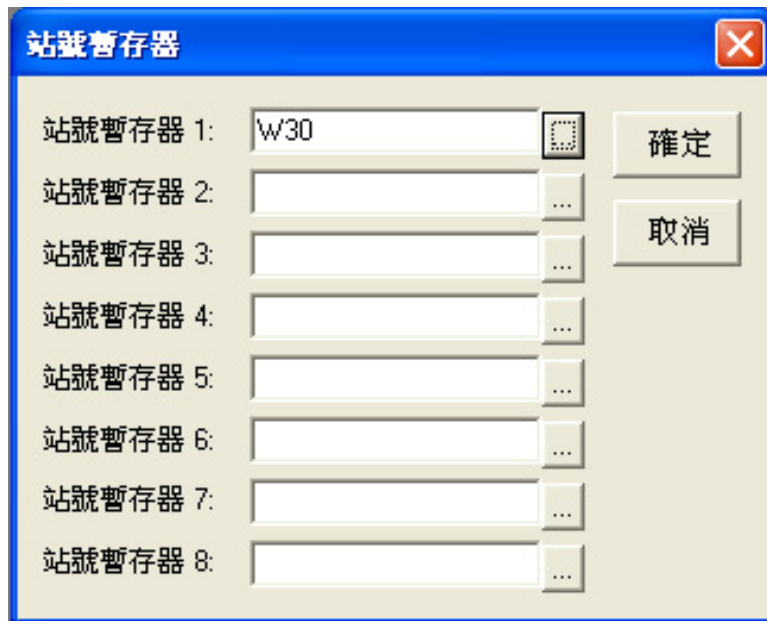 站號暫存器
站號暫存器 1: W30 確定
站號暫存器 2: ... 取消
站號暫存器 3: ...
站號暫存器 4: ...
站號暫存器 5: ...
站號暫存器 6: ...
站號暫存器 7: ...
站號暫存器 8: ...